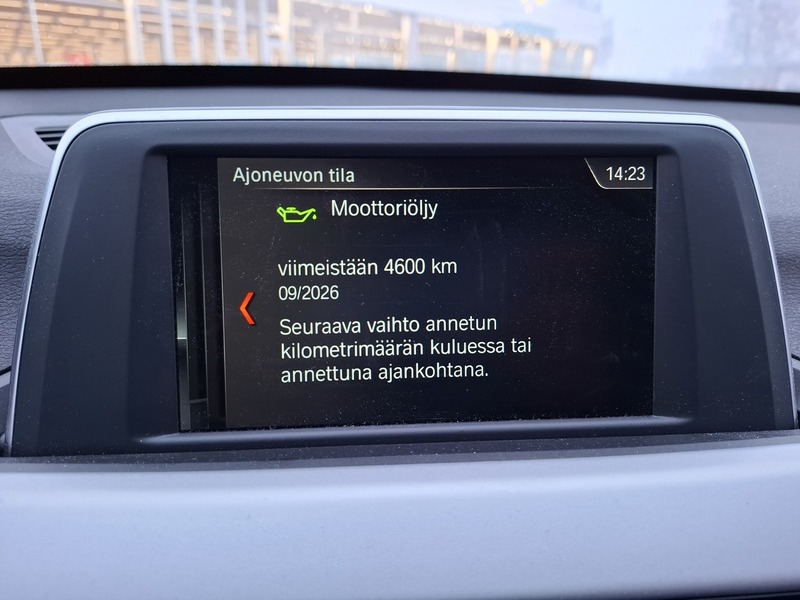 Ajoneuvon tila
14:23
Moottoriöljy
viimeistään 4600 km
09/2026
Seuraava vaihto annetun
kilometrimäärän kuluessa tai
annettuna ajankohtana.